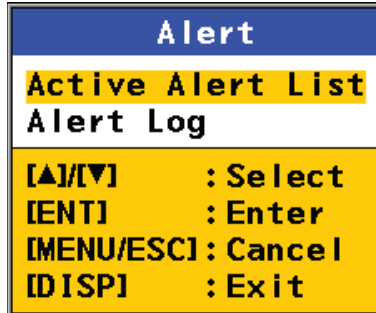 Alert
Active Alert List
Alert Log
[▲]/[▼] :Select
[ENT] :Enter
[MENU/ESC]:Cancel
[DISP] :Exit